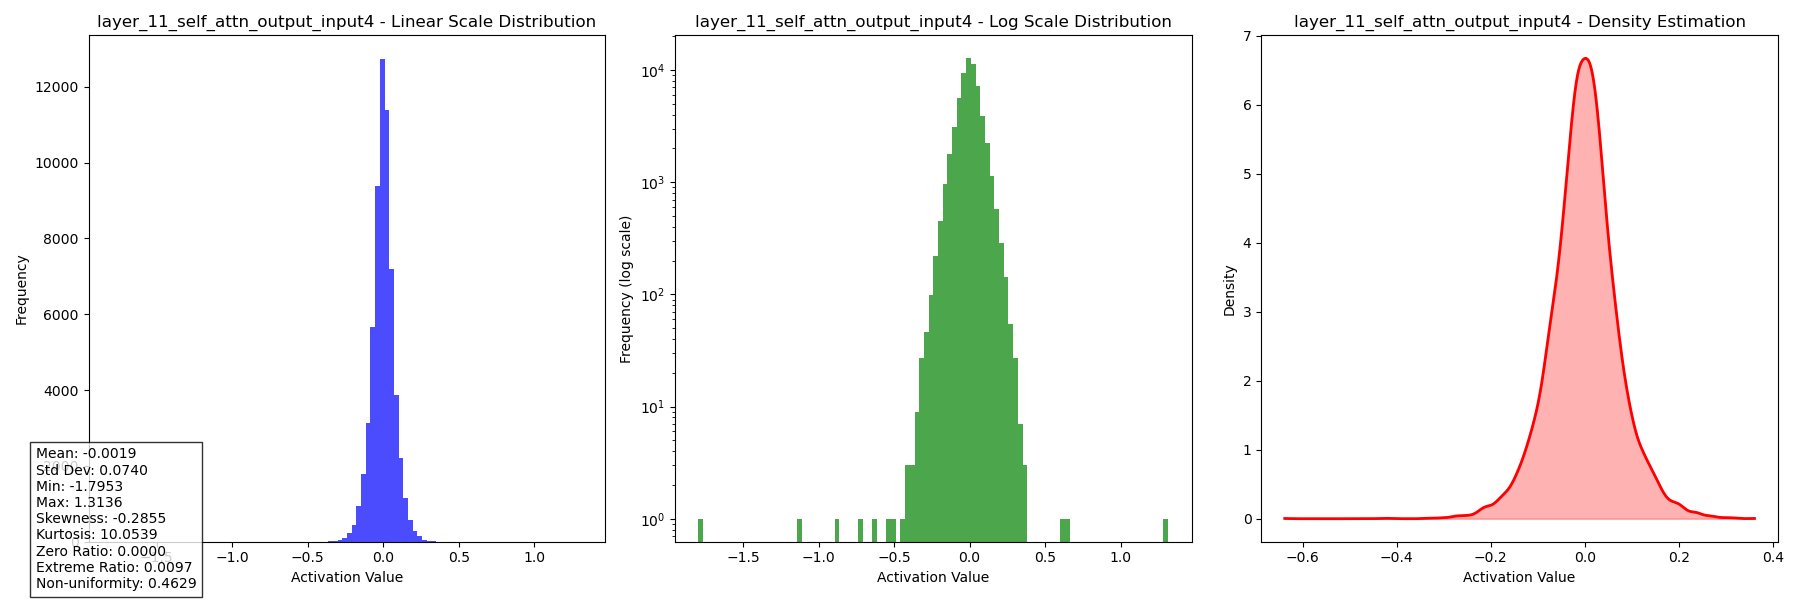 layer_11_self_attn_output_input4 - Linear Scale Distribution
Frequency
12000
10000
8000
6000
4000
2000
0
−1.5 −1.0 −0.5 0.0 0.5 1.0
Activation Value
Mean: -0.0019
Std Dev: 0.0740
Min: -1.7953
Max: 1.3136
Skewness: -0.2855
Kurtosis: 10.0539
Zero Ratio: 0.0000
Extreme Ratio: 0.0097
Non-uniformity: 0.4629
layer_11_self_attn_output_input4 - Log Scale Distribution
Frequency (log scale)
10⁴
10³
10²
10¹
10⁰
−1.5 −1.0 −0.5 0.0 0.5 1.0
Activation Value
layer_11_self_attn_output_input4 - Density Estimation
Density
7
6
5
4
3
2
1
0
−0.6 −0.4 −0.2 0.0 0.2 0.4
Activation Value